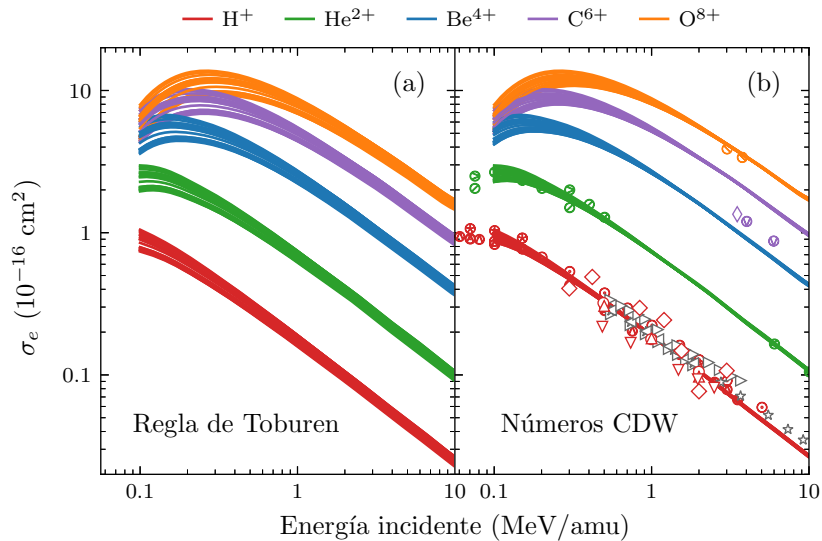 H⁺ He²⁺ Be⁴⁺ C⁶⁺ O⁸⁺
(a) (b)
10
1
0.1
σₑ (10⁻¹⁶ cm²)
Regla de Toburen Números CDW
0.1 1 10 0.1 1 10
Energía incidente (MeV/amu)